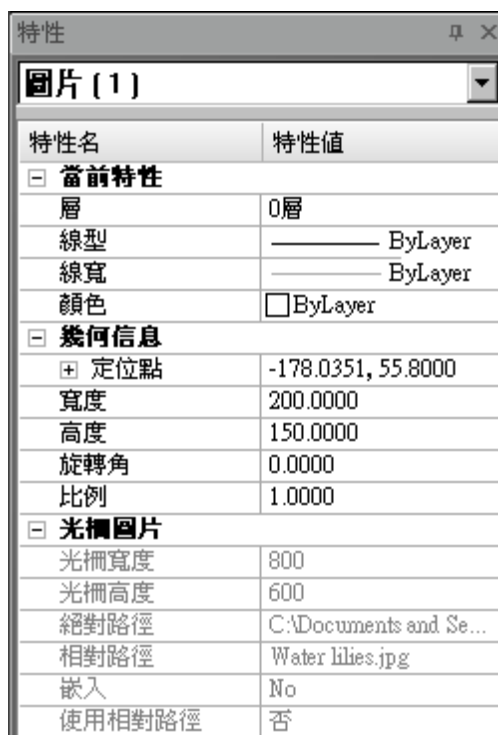 特性
圖片 (1)
特性名 特性值
當前特性
層 0層
線型 ByLayer
線寬 ByLayer
顏色 ByLayer
幾何信息
定位點 -178.0351, 55.8000
寬度 200.0000
高度 150.0000
旋轉角 0.0000
比例 1.0000
光柵圖片
光柵寬度 800
光柵高度 600
絕對路徑 C:\Documents and Se...
相對路徑 Water lilies.jpg
嵌入 No
使用相對路徑 否